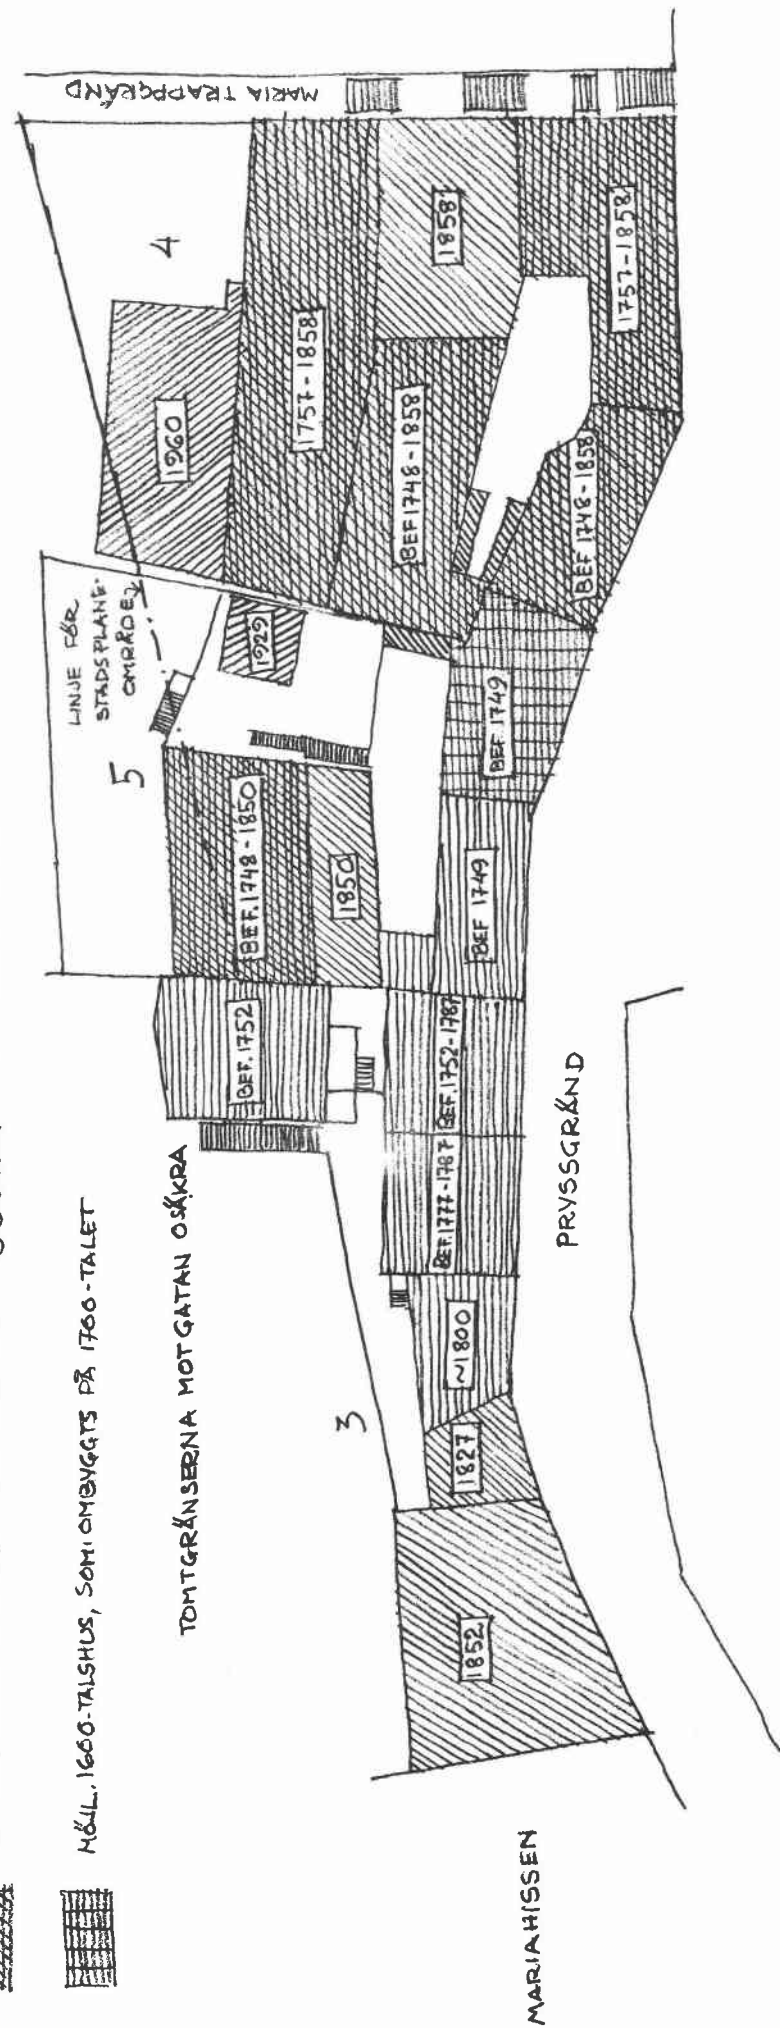 MÖJL. 1600-TALSHUS, SOM OMBYGGTS PÅ 1700-TALET
TOMTGRÄNSERNA MOT GATAN OSÄKRA
LINJE FÖR
STADSPLANE-
OMRÅDE
MARIA TRAPPGRÄND
5
4
3
1960
BEF. 1752
BEF. 1748-1850
1929
1757-1858
1850
BEF 1748-1858
1858
1852
1827
~1800
BEF. 1777-1787
BEF. 1752-1787
BEF 1749
BEF. 1749
BEF 1748-1858
1757-1858
MARIAHISSEN
PRYSSGRÄND